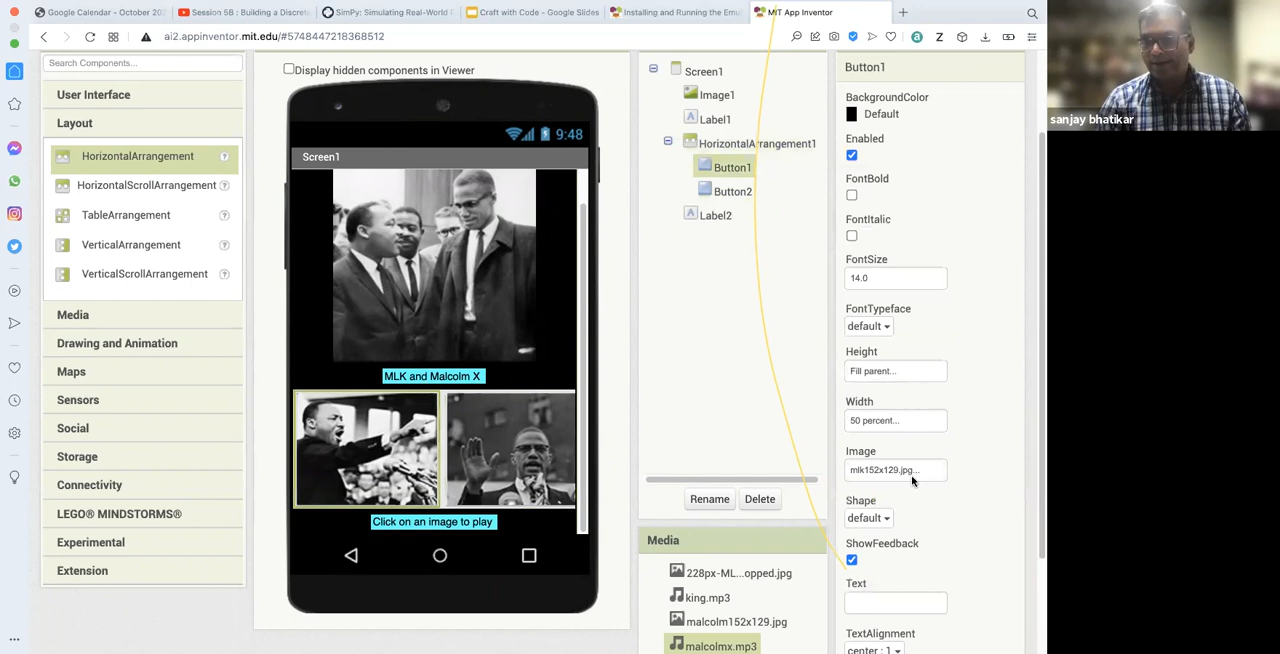 Google Calendar - October 202
Session 5B : Building a Discrete
SimPy: Simulating Real-World P
Craft with Code - Google Slides
Installing and Running the Emu
MIT App Inventor
ai2.appinventor.mit.edu/#5748447218368512
Search Components...
User Interface
Layout
HorizontalArrangement
HorizontalScrollArrangement
TableArrangement
VerticalArrangement
VerticalScrollArrangement
Media
Drawing and Animation
Maps
Sensors
Social
Storage
Connectivity
LEGO® MINDSTORMS®
Experimental
Extension
Display hidden components in Viewer
9:48
Screen1
MLK and Malcolm X
Click on an image to play
Screen1
Image1
Label1
HorizontalArrangement1
Button1
Button2
Label2
Rename
Delete
Media
228px-ML...opped.jpg
king.mp3
malcolm152x129.jpg
malcolmx.mp3
Button1
BackgroundColor
Default
Enabled
FontBold
FontItalic
FontSize
14.0
FontTypeface
default
Height
Fill parent...
Width
50 percent...
Image
mlk152x129.jpg...
Shape
default
ShowFeedback
Text
TextAlignment
center : 1
sanjay bhatikar